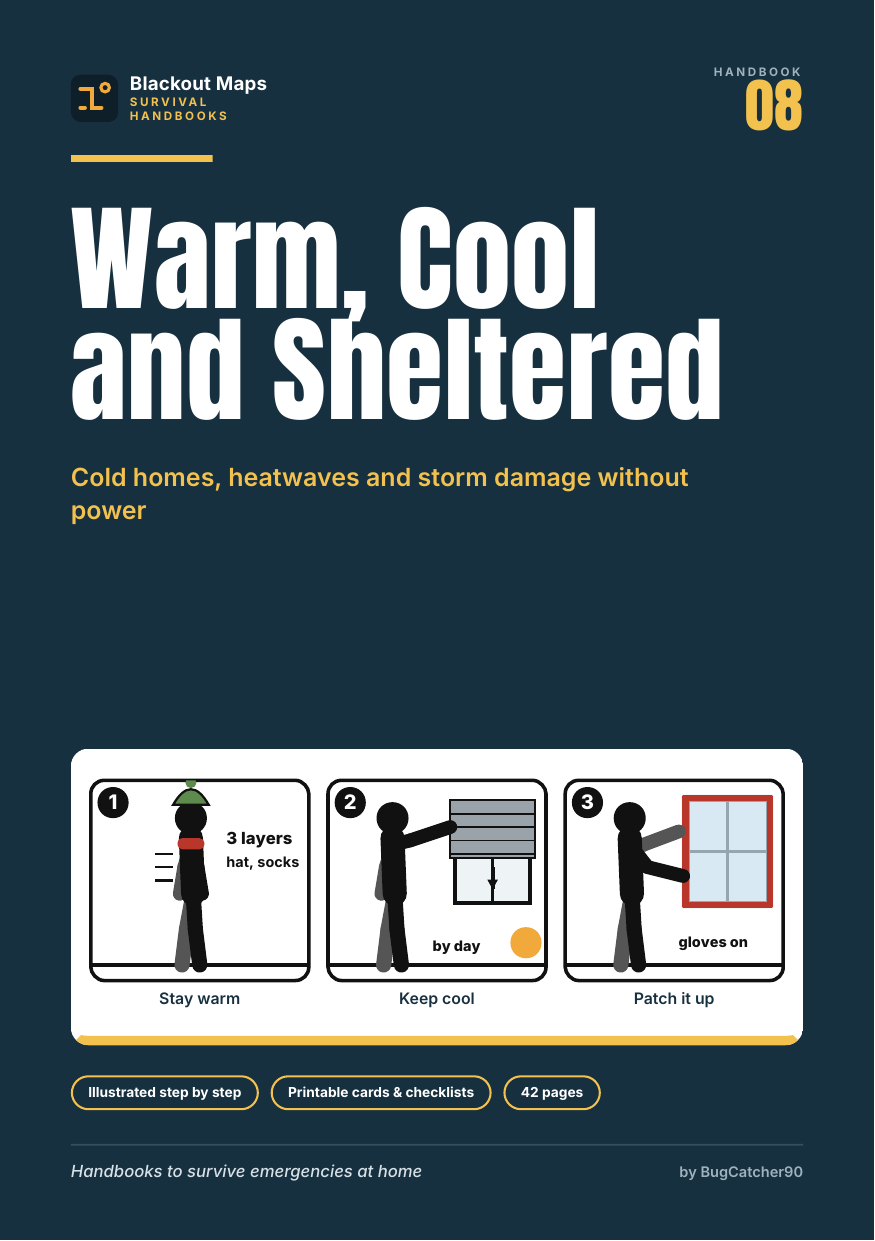 Blackout Maps
SURVIVAL
HANDBOOKS
HANDBOOK
08
Warm, Cool
and Sheltered
Cold homes, heatwaves and storm damage without
power
1
3 layers
hat, socks
Stay warm
2
by day
Keep cool
3
gloves on
Patch it up
Illustrated step by step
Printable cards & checklists
42 pages
Handbooks to survive emergencies at home
by BugCatcher90